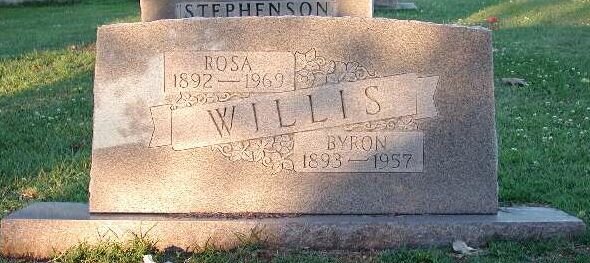 STEPHENSON
ROSA
1892—1969
WILLIS
BYRON
1893—1957